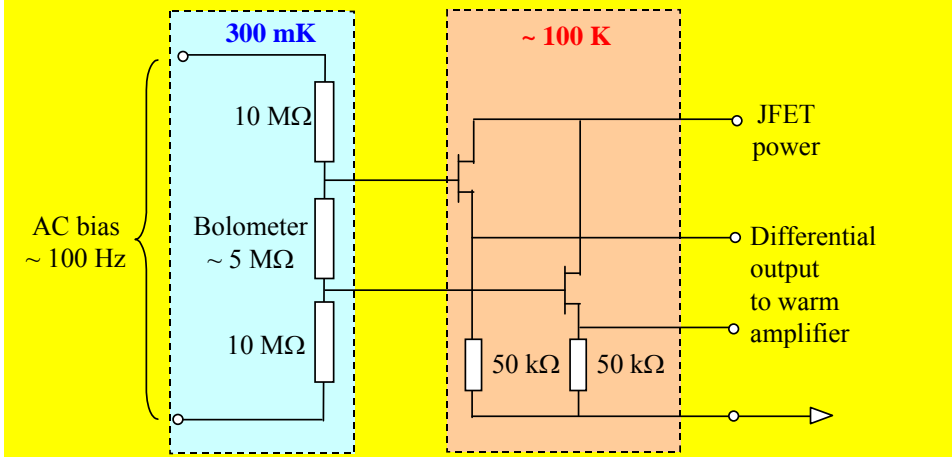 300 mK
~ 100 K
10 MΩ
JFET
power
AC bias
~ 100 Hz
Bolometer
~ 5 MΩ
Differential
output
to warm
amplifier
10 MΩ
50 kΩ
50 kΩ